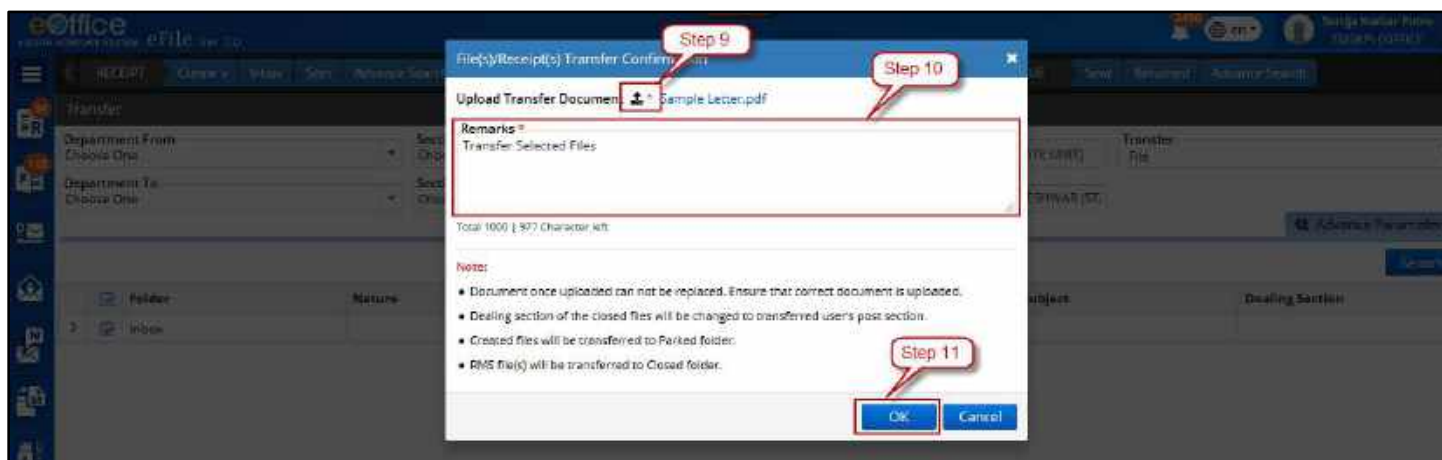 eOffice
eFile
en
Step 9
File(s)/Receipt(s) Transfer
Step 10
RECEIPT
Sent
Advance Search
Upload Transfer Document * Sample Letter.pdf
Transfer
Department From
Choose One
Transfer
File
Remarks *
Transfer Selected Files
Department To
Choose One
Total 1000 | 977 Character left
Note:
• Document once uploaded can not be replaced. Ensure that correct document is uploaded.
Folder
Nature
Dealing Section
• Dealing section of the closed files will be changed to transferred user's post section.
Inbox
• Created files will be transferred to Parked folder.
Step 11
• RMS file(s) will be transferred to Closed folder.
OK
Cancel